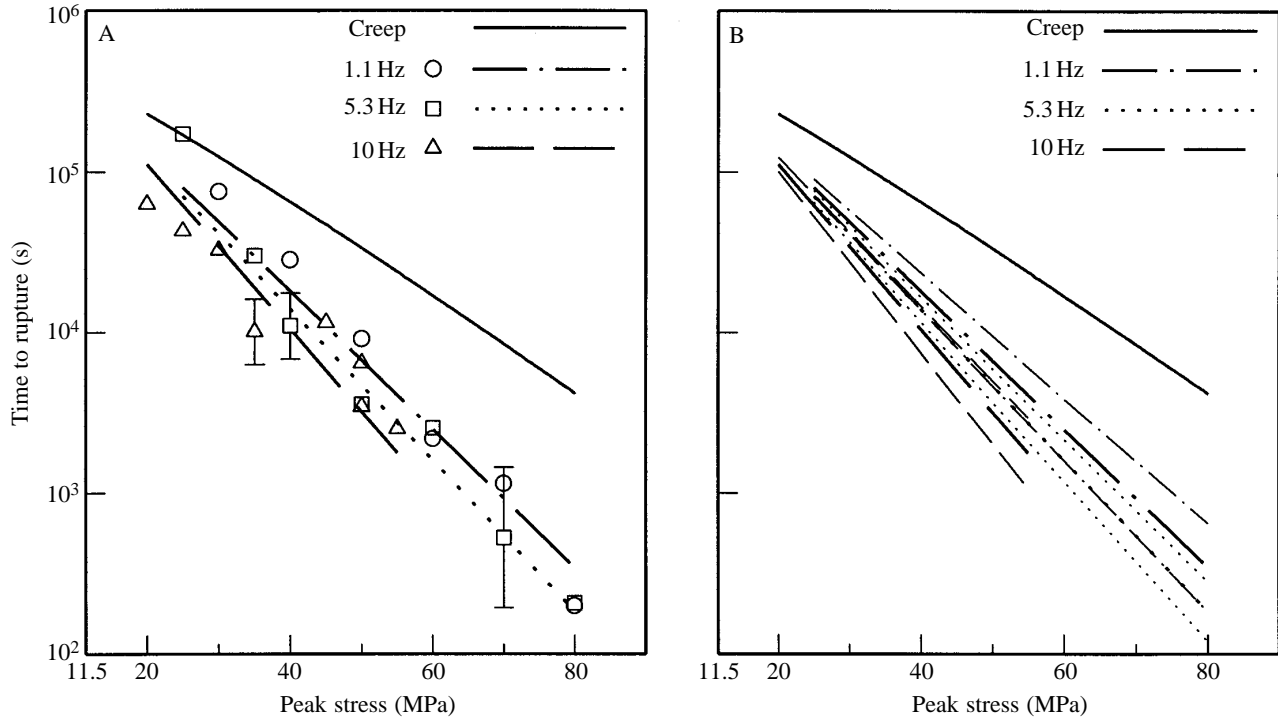 A
Creep
1.1 Hz
5.3 Hz
10 Hz
10⁶
10⁵
10⁴
10³
10²
Time to rupture (s)
11.5 20 40 60 80
Peak stress (MPa)
B
Creep
1.1 Hz
5.3 Hz
10 Hz
11.5 20 40 60 80
Peak stress (MPa)